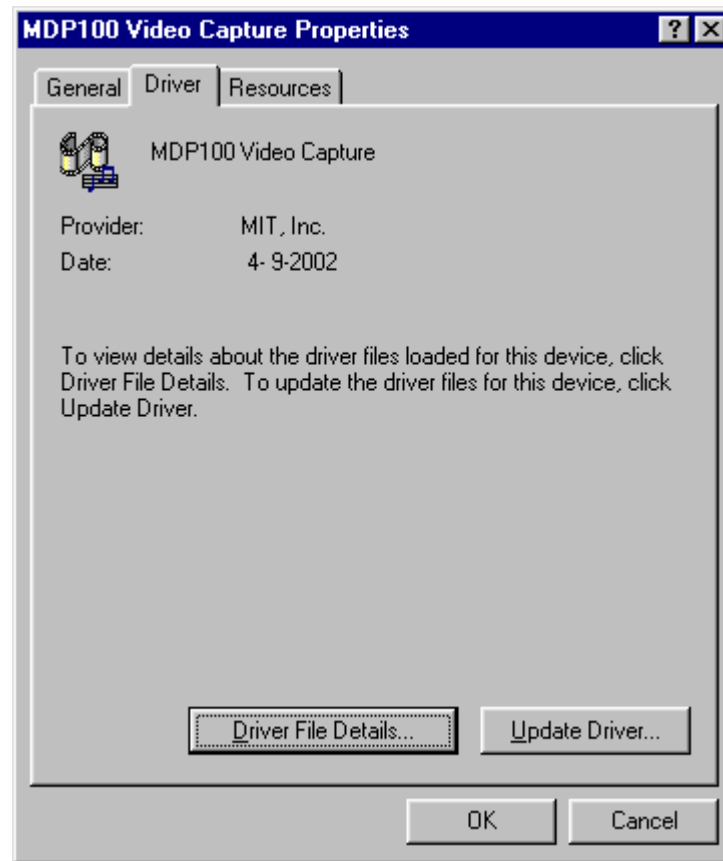 MDP100 Video Capture Properties
General Driver Resources
MDP100 Video Capture
Provider: MIT, Inc.
Date: 4- 9-2002
To view details about the driver files loaded for this device, click
Driver File Details. To update the driver files for this device, click
Update Driver.
Driver File Details... Update Driver...
OK Cancel